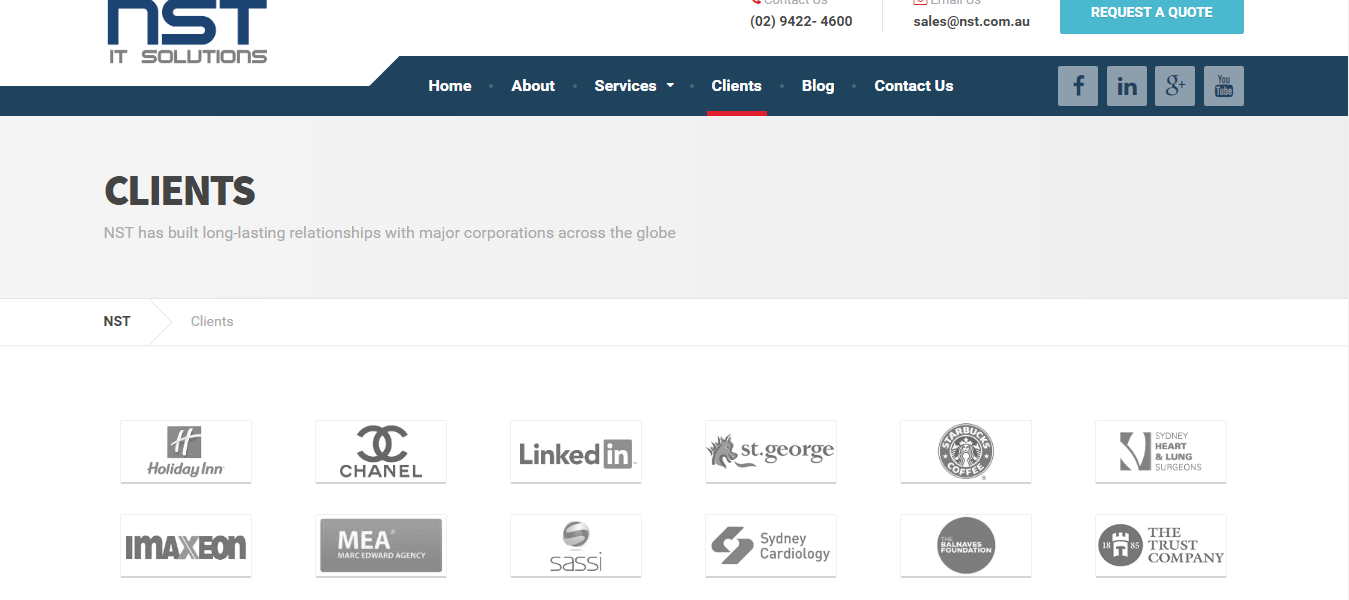 NST
IT SOLUTIONS
Contact Us
Email Us
(02) 9422- 4600
sales@nst.com.au
REQUEST A QUOTE
Home
About
Services
Clients
Blog
Contact Us
f
in
g+
You
Tube
CLIENTS
NST has built long-lasting relationships with major corporations across the globe
NST
Clients
H
Holiday Inn
CHANEL
Linked in
st.george
STARBUCKS
COFFEE
SYDNEY
HEART
& LUNG
SURGEONS
IMAXEON
MEA
MARC EDWARD AGENCY
sassi
Sydney
Cardiology
THE
BALNAVES
FOUNDATION
18 85
THE
TRUST
COMPANY